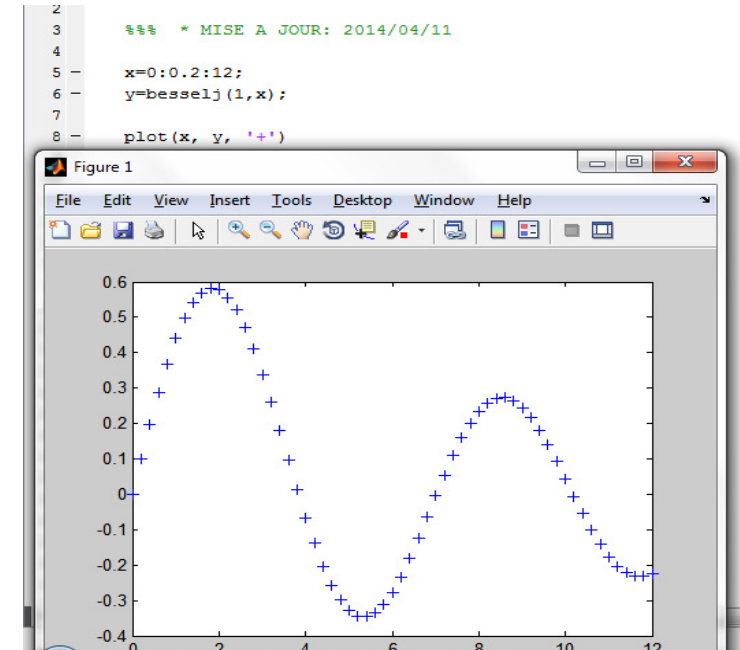 2
3 %%% * MISE A JOUR: 2014/04/11
4
5 – x=0:0.2:12;
6 – y=besselj(1,x);
7
8 – plot(x, y, '+')
Figure 1
File Edit View Insert Tools Desktop Window Help
0.6
0.5
0.4
0.3
0.2
0.1
0
-0.1
-0.2
-0.3
-0.4
0 2 4 6 8 10 12